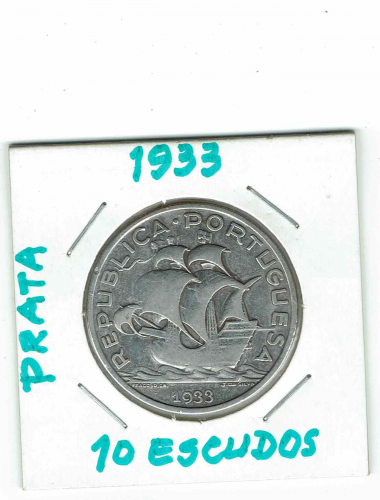 1933
PRATA
REPUBLICA · PORTUGUESA
1933
10 ESCUDOS